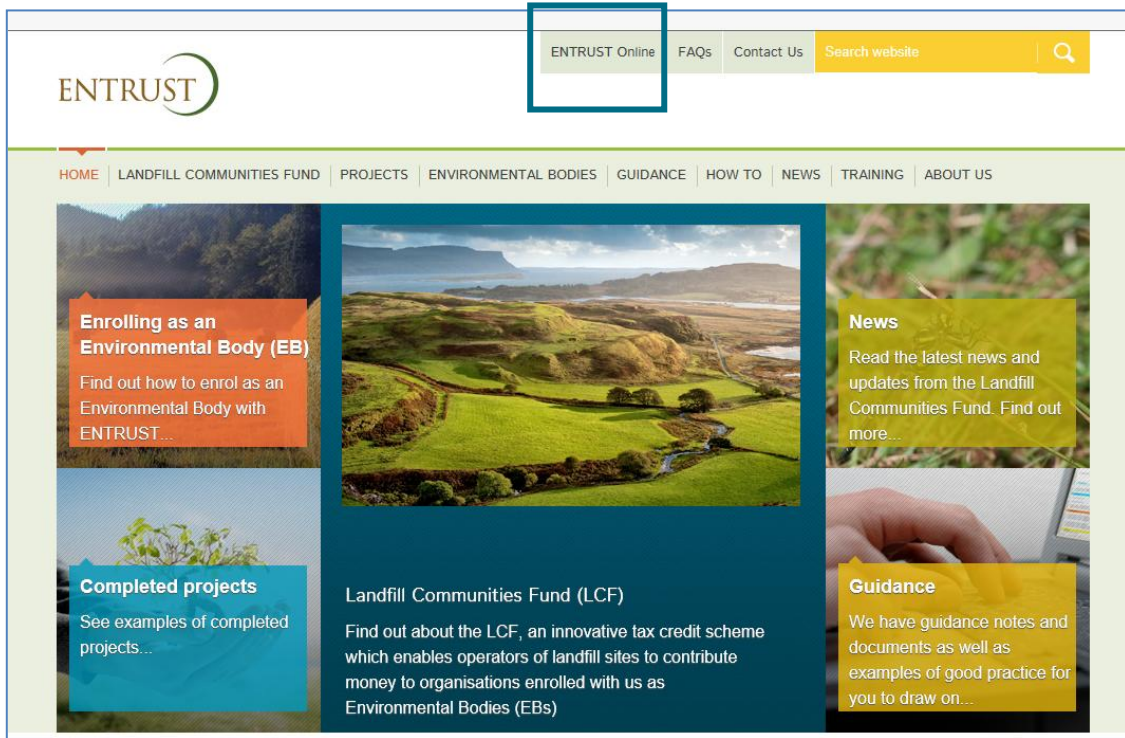 ENTRUST Online FAQs Contact Us Search website
ENTRUST
HOME LANDFILL COMMUNITIES FUND PROJECTS ENVIRONMENTAL BODIES GUIDANCE HOW TO NEWS TRAINING ABOUT US
Enrolling as an
Environmental Body (EB)
Find out how to enrol as an
Environmental Body with
ENTRUST...
Completed projects
See examples of completed
projects...
Landfill Communities Fund (LCF)
Find out about the LCF, an innovative tax credit scheme
which enables operators of landfill sites to contribute
money to organisations enrolled with us as
Environmental Bodies (EBs)
News
Read the latest news and
updates from the Landfill
Communities Fund. Find out
more...
Guidance
We have guidance notes and
documents as well as
examples of good practice for
you to draw on...